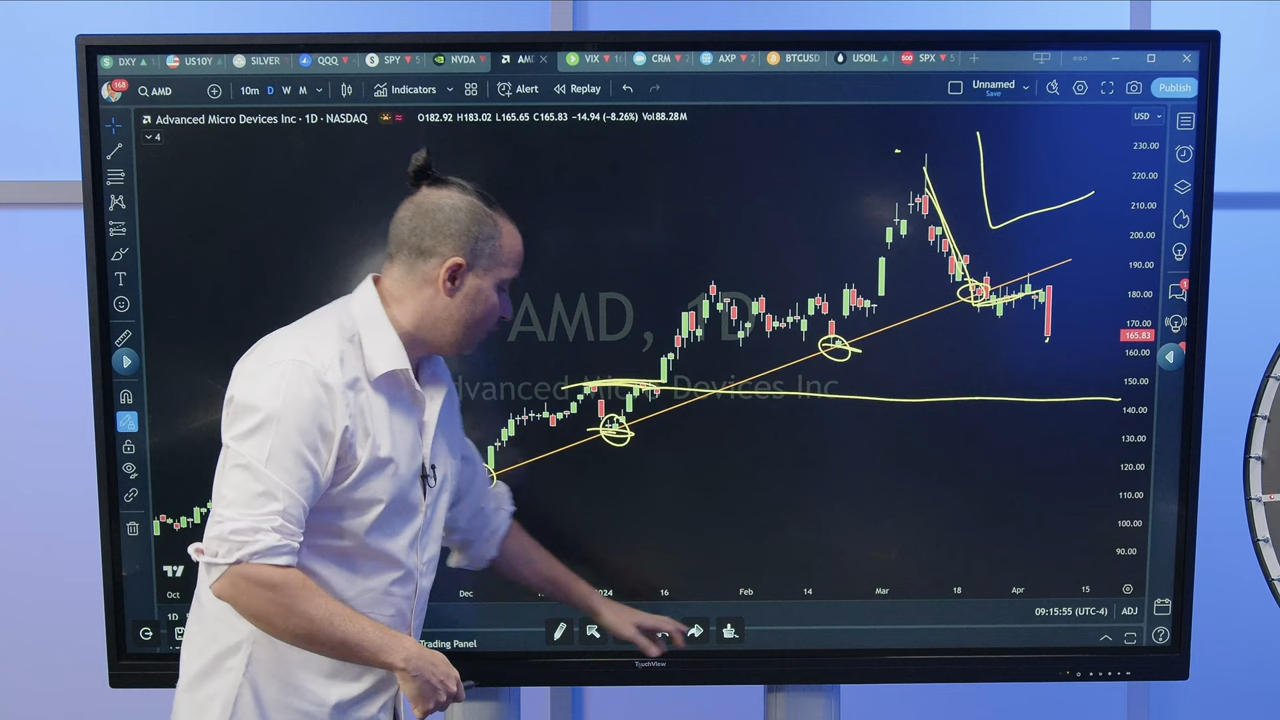 DXY US10Y SILVER QQQ SPY 5 NVDA AMD VIX CRM AXP BTCUSD USOIL SPX 5
168 AMD 10m D W M Indicators Alert Replay Unnamed Save Publish
Advanced Micro Devices Inc · 1D · NASDAQ O182.92 H183.02 L165.65 C165.83 −14.94 (−8.26%) Vol88.28M USD
4
230.00
220.00
210.00
200.00
190.00
180.00
170.00
165.83
160.00
150.00
140.00
130.00
120.00
110.00
100.00
90.00
AMD, 1D
Advanced Micro Devices Inc
Oct Dec 2024 16 Feb 14 Mar 18 Apr 15
1D 09:15:55 (UTC-4) ADJ
Trading Panel
TouchView